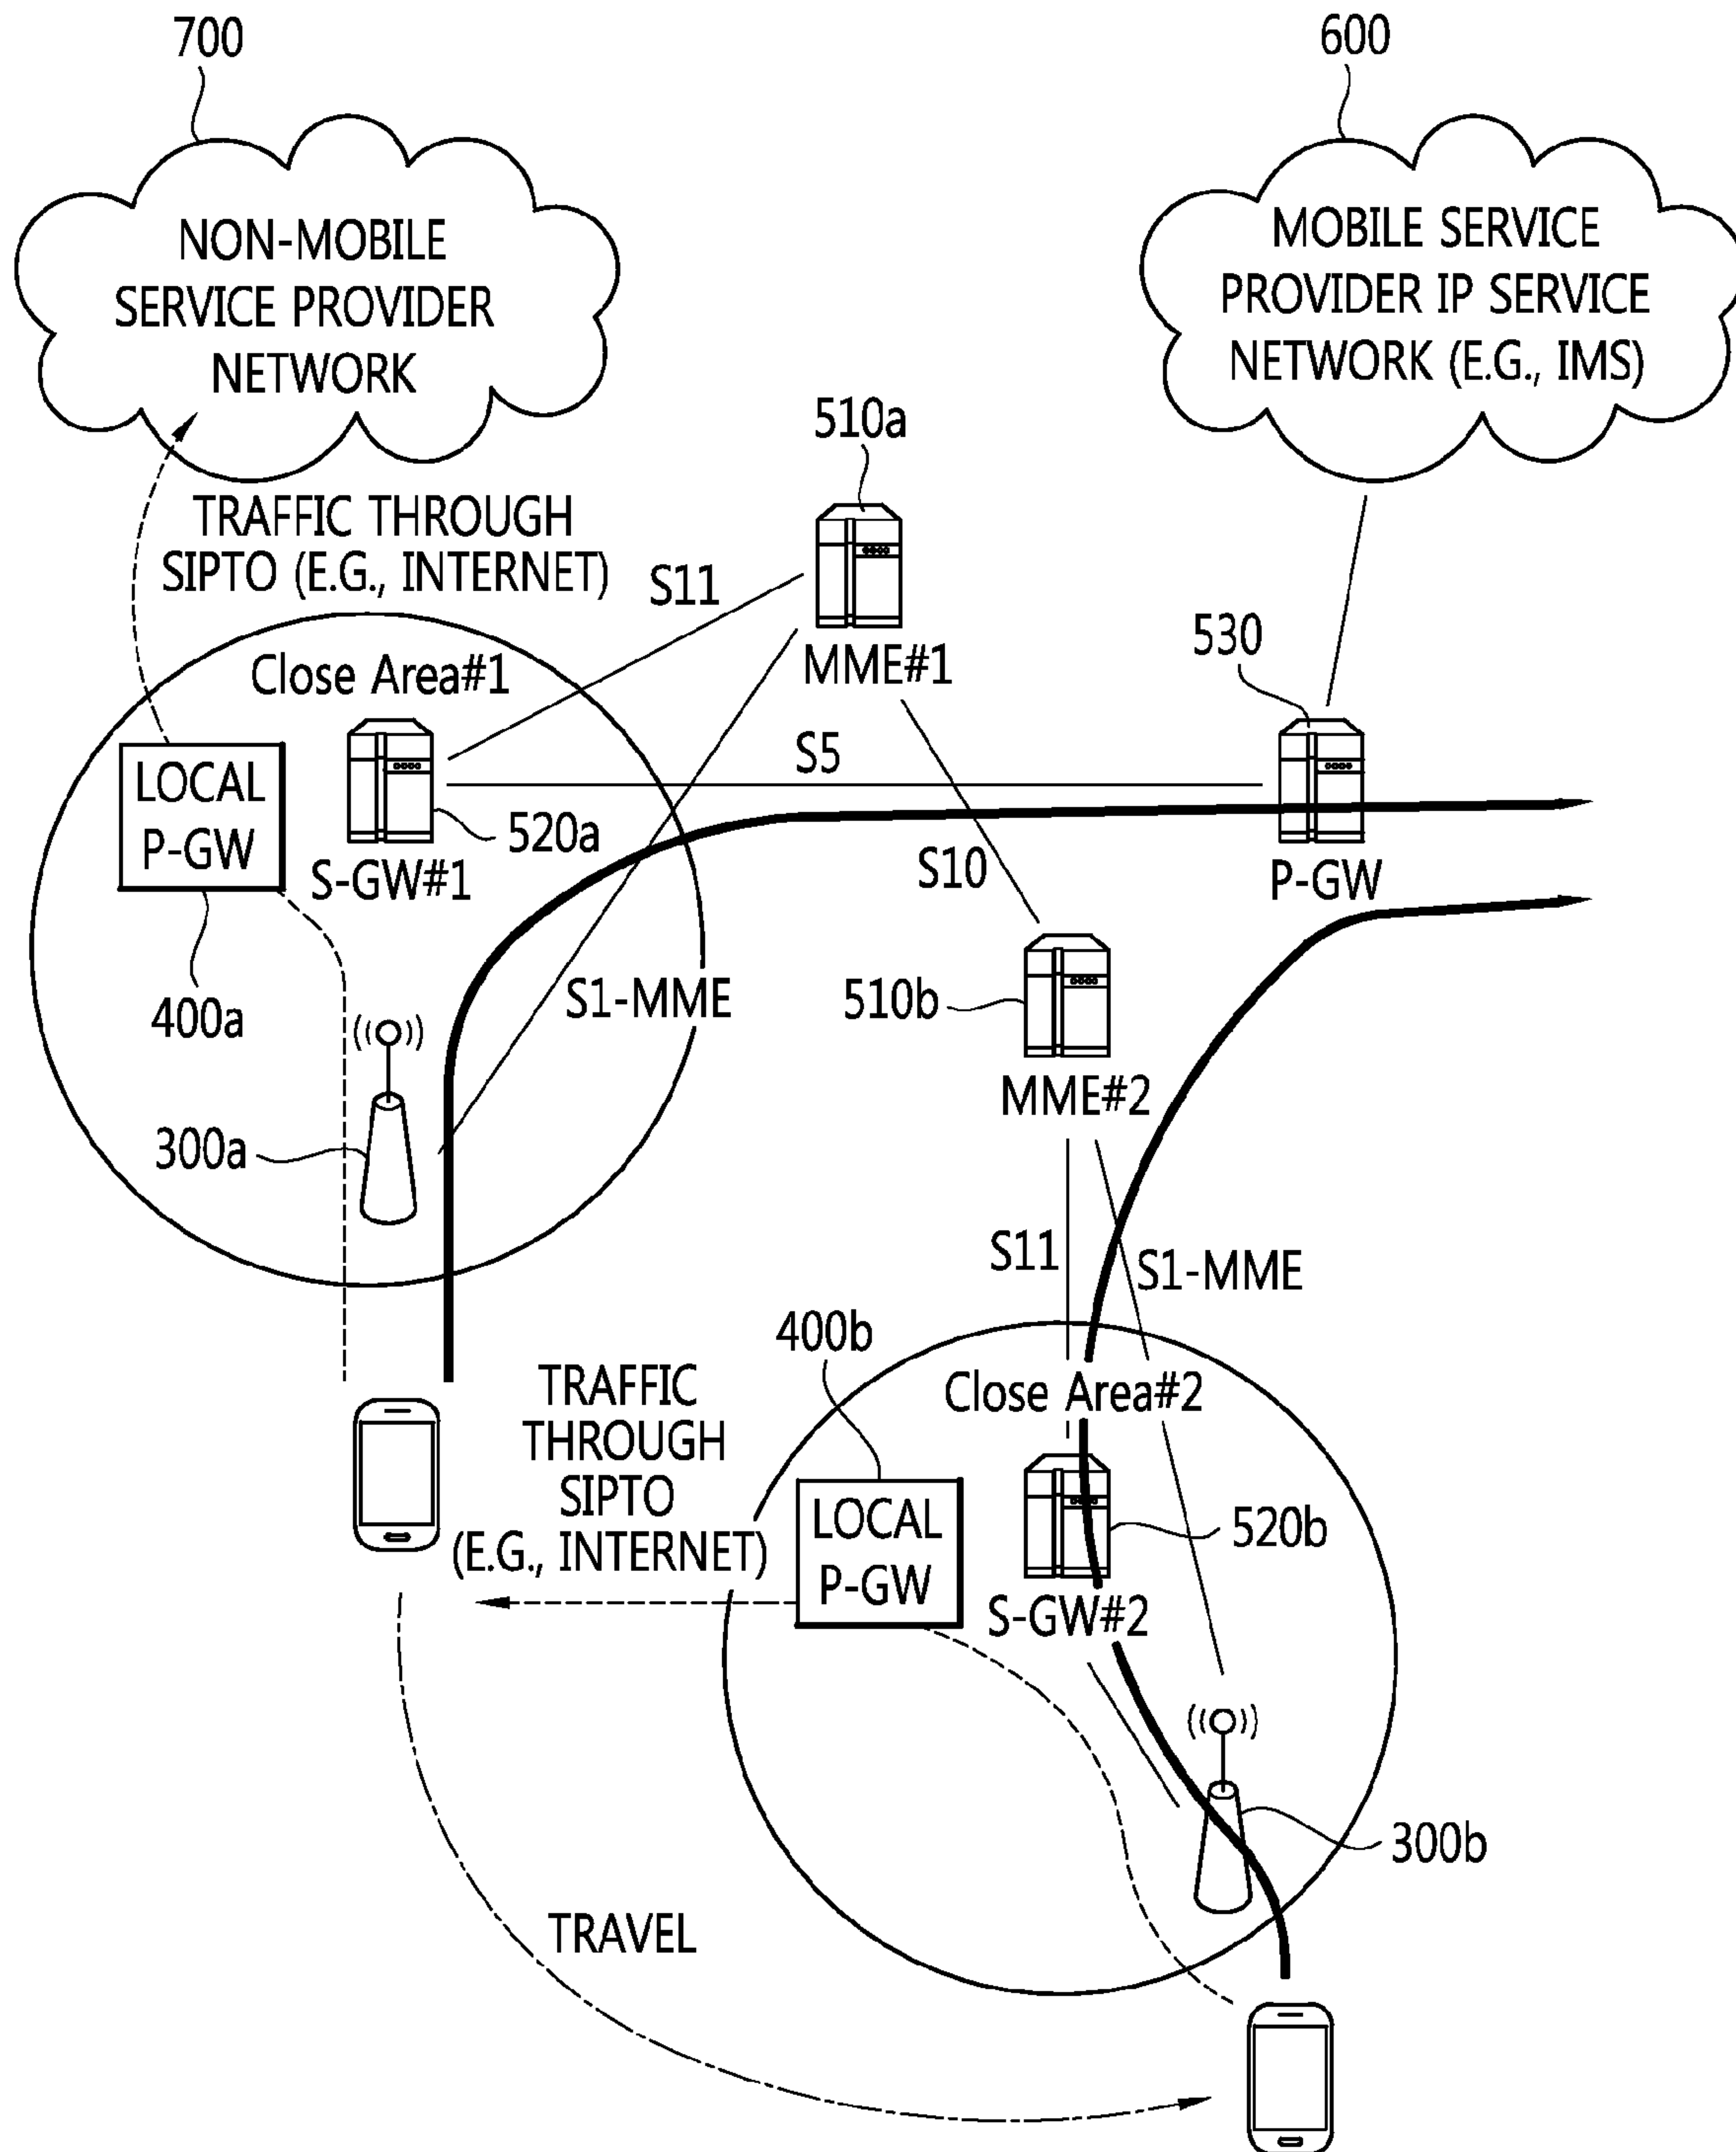 700
600
NON-MOBILE
SERVICE PROVIDER
NETWORK
MOBILE SERVICE
PROVIDER IP SERVICE
NETWORK (E.G., IMS)
510a
TRAFFIC THROUGH
SIPTO (E.G., INTERNET)
S11
MME#1
530
Close Area#1
LOCAL
P-GW
S5
520a
S-GW#1
S10
P-GW
400a
S1-MME
510b
MME#2
300a
S11
S1-MME
400b
TRAFFIC
THROUGH
SIPTO
(E.G., INTERNET)
Close Area#2
LOCAL
P-GW
520b
S-GW#2
300b
TRAVEL